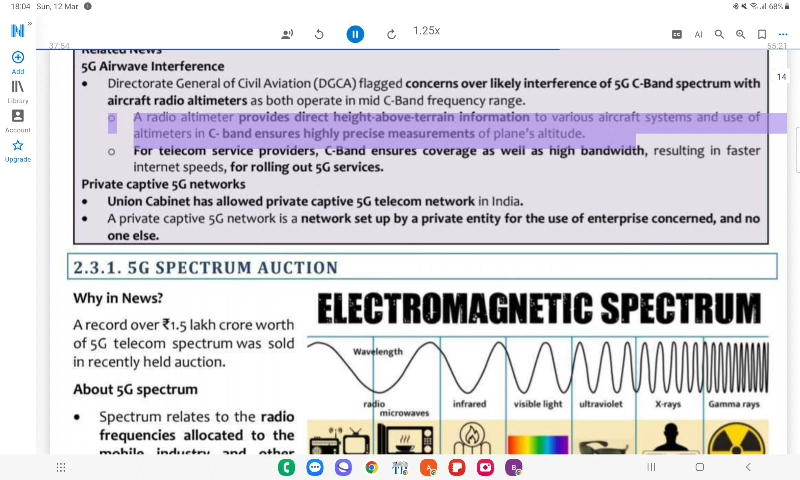 18:04 Sun, 12 Mar
68%
1.25x
37:54
55:21
AI
Add
Library
Account
Upgrade
14
Related News
5G Airwave Interference
• Directorate General of Civil Aviation (DGCA) flagged concerns over likely interference of 5G C-Band spectrum with
aircraft radio altimeters as both operate in mid C-Band frequency range.
o A radio altimeter provides direct height-above-terrain information to various aircraft systems and use of
altimeters in C- band ensures highly precise measurements of plane's altitude.
o For telecom service providers, C-Band ensures coverage as well as high bandwidth, resulting in faster
internet speeds, for rolling out 5G services.
Private captive 5G networks
• Union Cabinet has allowed private captive 5G telecom network in India.
• A private captive 5G network is a network set up by a private entity for the use of enterprise concerned, and no
one else.
2.3.1. 5G SPECTRUM AUCTION
Why in News?
A record over ₹1.5 lakh crore worth
of 5G telecom spectrum was sold
in recently held auction.
About 5G spectrum
• Spectrum relates to the radio
frequencies allocated to the
mobile industry and other
ELECTROMAGNETIC SPECTRUM
Wavelength
radio
microwaves
infrared
visible light
ultraviolet
X-rays
Gamma rays